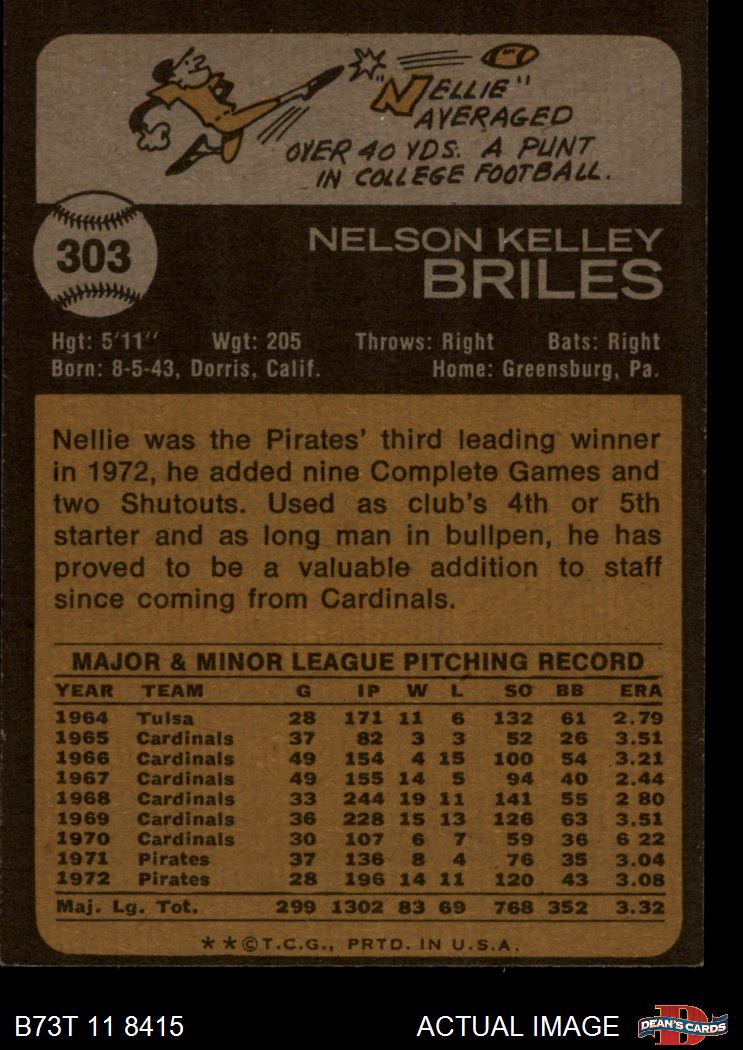 "NELLIE"
AVERAGED
OVER 40 YDS. A PUNT
IN COLLEGE FOOTBALL.
303
NELSON KELLEY
BRILES
Hgt: 5'11" Wgt: 205 Throws: Right Bats: Right
Born: 8-5-43, Dorris, Calif. Home: Greensburg, Pa.
Nellie was the Pirates' third leading winner
in 1972, he added nine Complete Games and
two Shutouts. Used as club's 4th or 5th
starter and as long man in bullpen, he has
proved to be a valuable addition to staff
since coming from Cardinals.
MAJOR & MINOR LEAGUE PITCHING RECORD
YEAR TEAM G IP W L SO BB ERA
1964 Tulsa 28 171 11 6 132 61 2.79
1965 Cardinals 37 82 3 3 52 26 3.51
1966 Cardinals 49 154 4 15 100 54 3.21
1967 Cardinals 49 155 14 5 94 40 2.44
1968 Cardinals 33 244 19 11 141 55 2 80
1969 Cardinals 36 228 15 13 126 63 3.51
1970 Cardinals 30 107 6 7 59 36 6 22
1971 Pirates 37 136 8 4 76 35 3.04
1972 Pirates 28 196 14 11 120 43 3.08
Maj. Lg. Tot. 299 1302 83 69 768 352 3.32
**©T.C.G., PRTD. IN U.S.A.
B73T 11 8415 ACTUAL IMAGE
D
DEAN'S CARDS